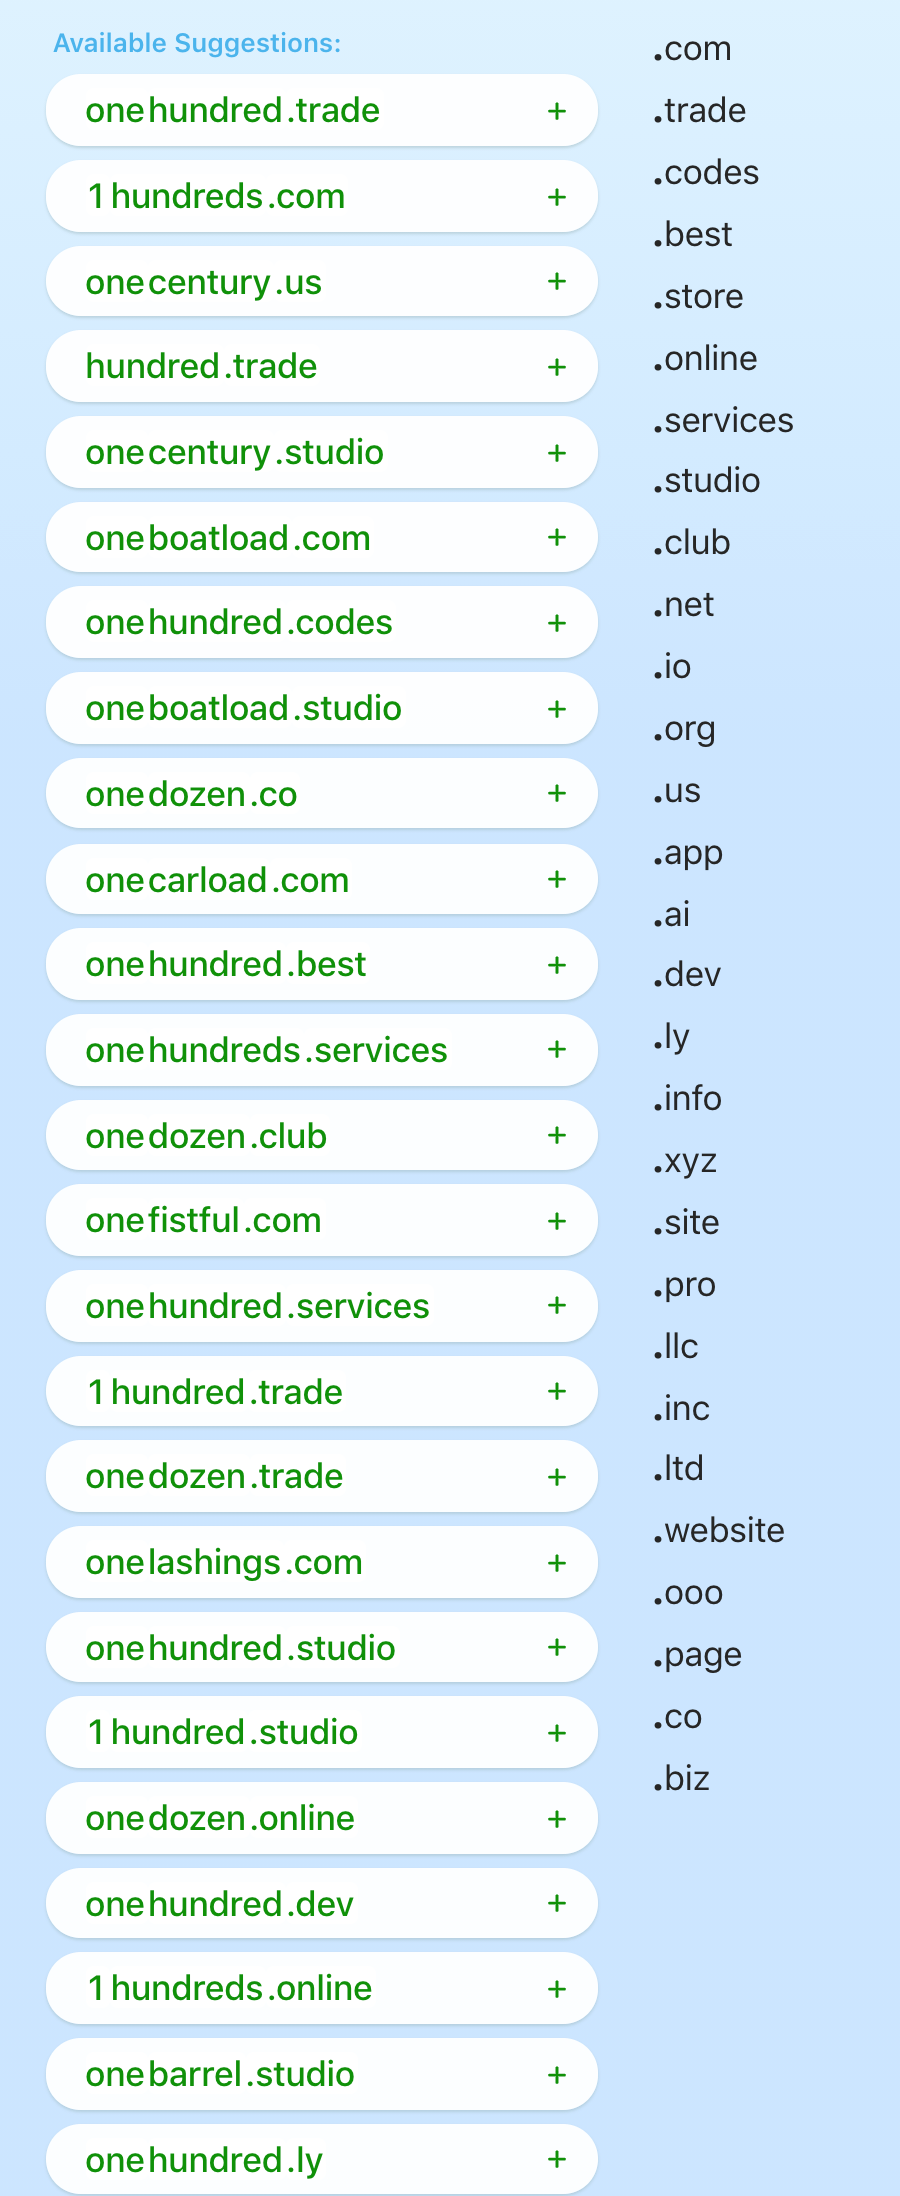 Available Suggestions:
onehundred.trade +
1hundreds.com +
onecentury.us +
hundred.trade +
onecentury.studio +
oneboatload.com +
onehundred.codes +
oneboatload.studio +
onedozen.co +
onecarload.com +
onehundred.best +
onehundreds.services +
onedozen.club +
onefistful.com +
onehundred.services +
1hundred.trade +
onedozen.trade +
onelashings.com +
onehundred.studio +
1hundred.studio +
onedozen.online +
onehundred.dev +
1hundreds.online +
onebarrel.studio +
onehundred.ly +
.com
.trade
.codes
.best
.store
.online
.services
.studio
.club
.net
.io
.org
.us
.app
.ai
.dev
.ly
.info
.xyz
.site
.pro
.llc
.inc
.ltd
.website
.ooo
.page
.co
.biz